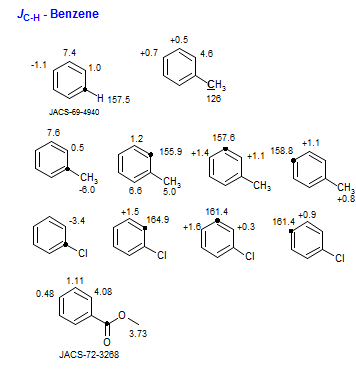 JC-H - Benzene
7.4
-1.1
1.0
H 157.5
JACS-69-4940
+0.5
+0.7
4.6
CH3
126
7.6
0.5
CH3
-6.0
1.2
155.9
CH3
6.6
5.0
157.6
+1.4
+1.1
CH3
158.8
+1.1
CH3
+0.8
-3.4
Cl
+1.5
164.9
Cl
161.4
+1.6
+0.3
Cl
161.4
+0.9
Cl
1.11
0.48
4.08
O
O
3.73
JACS-72-3268